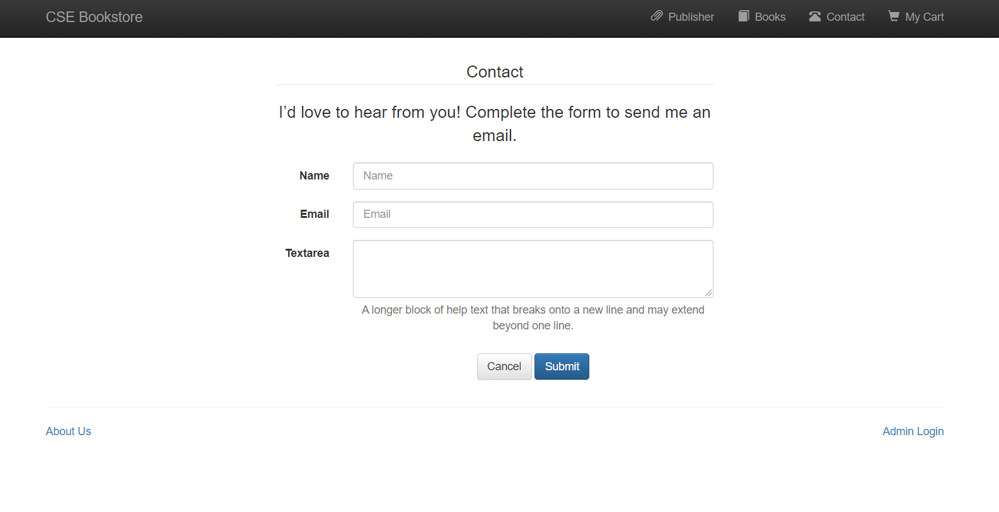 CSE Bookstore
Publisher
Books
Contact
My Cart
Contact
I’d love to hear from you! Complete the form to send me an
email.
Name
Name
Email
Email
Textarea
A longer block of help text that breaks onto a new line and may extend
beyond one line.
Cancel
Submit
About Us
Admin Login